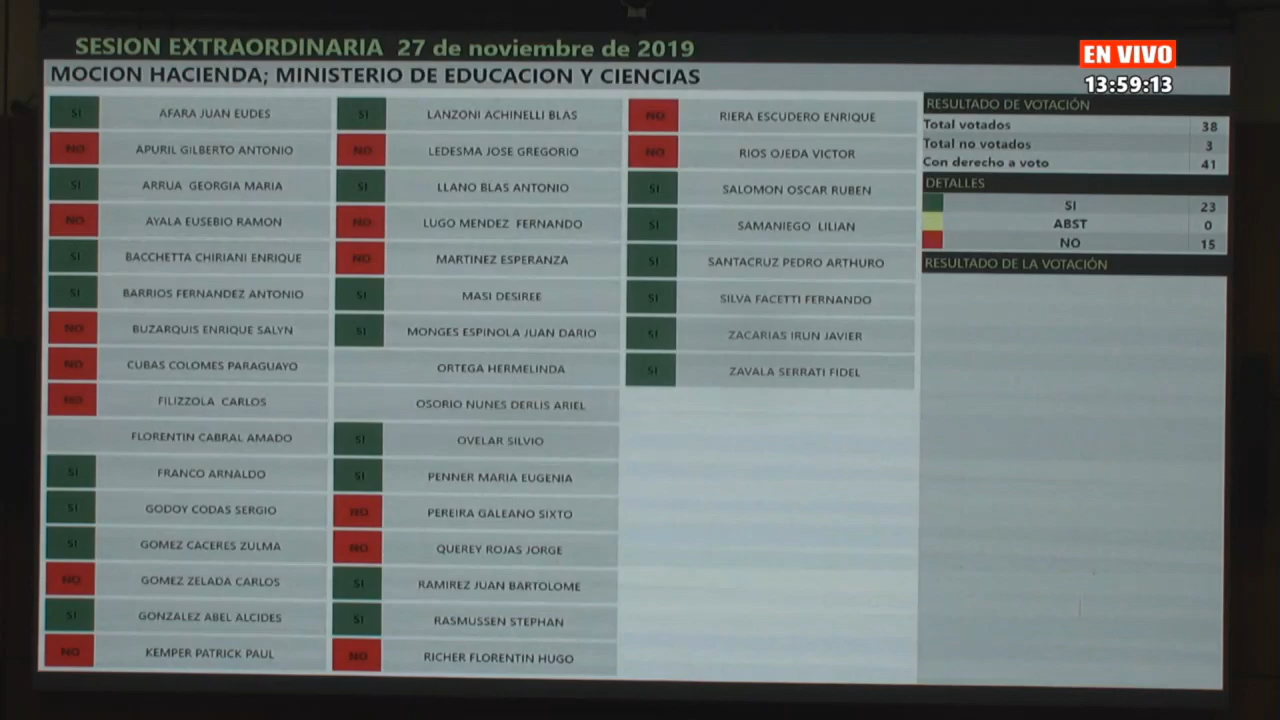 SESION EXTRAORDINARIA 27 de noviembre de 2019
EN VIVO
13:59:13
MOCION HACIENDA; MINISTERIO DE EDUCACION Y CIENCIAS
SI AFARA JUAN EUDES
NO APURIL GILBERTO ANTONIO
SI ARRUA GEORGIA MARIA
NO AYALA EUSEBIO RAMON
SI BACCHETTA CHIRIANI ENRIQUE
SI BARRIOS FERNANDEZ ANTONIO
NO BUZARQUIS ENRIQUE SALYN
NO CUBAS COLOMES PARAGUAYO
NO FILIZZOLA CARLOS
FLORENTIN CABRAL AMADO
SI FRANCO ARNALDO
SI GODOY CODAS SERGIO
SI GOMEZ CACERES ZULMA
NO GOMEZ ZELADA CARLOS
SI GONZALEZ ABEL ALCIDES
NO KEMPER PATRICK PAUL
SI LANZONI ACHINELLI BLAS
NO LEDESMA JOSE GREGORIO
SI LLANO BLAS ANTONIO
NO LUGO MENDEZ FERNANDO
NO MARTINEZ ESPERANZA
SI MASI DESIREE
SI MONGES ESPINOLA JUAN DARIO
ORTEGA HERMELINDA
OSORIO NUNES DERLIS ARIEL
SI OVELAR SILVIO
SI PENNER MARIA EUGENIA
NO PEREIRA GALEANO SIXTO
NO QUEREY ROJAS JORGE
SI RAMIREZ JUAN BARTOLOME
SI RASMUSSEN STEPHAN
NO RICHER FLORENTIN HUGO
NO RIERA ESCUDERO ENRIQUE
NO RIOS OJEDA VICTOR
SI SALOMON OSCAR RUBEN
SI SAMANIEGO LILIAN
SI SANTACRUZ PEDRO ARTHURO
SI SILVA FACETTI FERNANDO
SI ZACARIAS IRUN JAVIER
SI ZAVALA SERRATI FIDEL
RESULTADO DE VOTACIÓN
Total votados 38
Total no votados 3
Con derecho a voto 41
DETALLES
SI 23
ABST 0
NO 15
RESULTADO DE LA VOTACIÓN